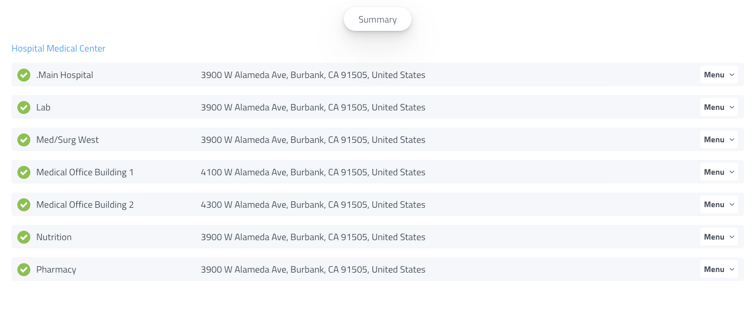 Summary
Hospital Medical Center
.Main Hospital 3900 W Alameda Ave, Burbank, CA 91505, United States Menu
Lab 3900 W Alameda Ave, Burbank, CA 91505, United States Menu
Med/Surg West 3900 W Alameda Ave, Burbank, CA 91505, United States Menu
Medical Office Building 1 4100 W Alameda Ave, Burbank, CA 91505, United States Menu
Medical Office Building 2 4300 W Alameda Ave, Burbank, CA 91505, United States Menu
Nutrition 3900 W Alameda Ave, Burbank, CA 91505, United States Menu
Pharmacy 3900 W Alameda Ave, Burbank, CA 91505, United States Menu